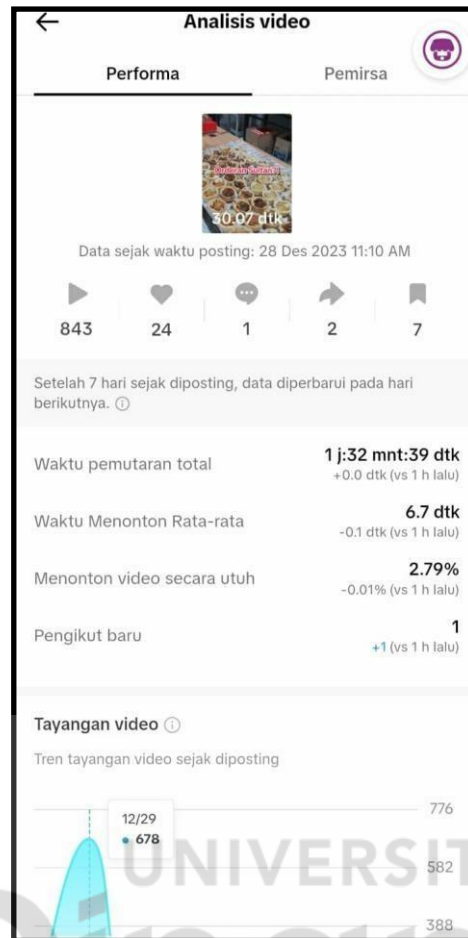 Analisis video
Performa
Pemirsa
Orderan Sultan!!
30.07 dtk
Data sejak waktu posting: 28 Des 2023 11:10 AM
843
24
1
2
7
Setelah 7 hari sejak diposting, data diperbarui pada hari
berikutnya.
Waktu pemutaran total
1 j:32 mnt:39 dtk
+0.0 dtk (vs 1 h lalu)
Waktu Menonton Rata-rata
6.7 dtk
-0.1 dtk (vs 1 h lalu)
Menonton video secara utuh
2.79%
-0.01% (vs 1 h lalu)
Pengikut baru
1
+1 (vs 1 h lalu)
Tayangan video
Tren tayangan video sejak diposting
776
12/29
678
UNIVERSIT
582
388